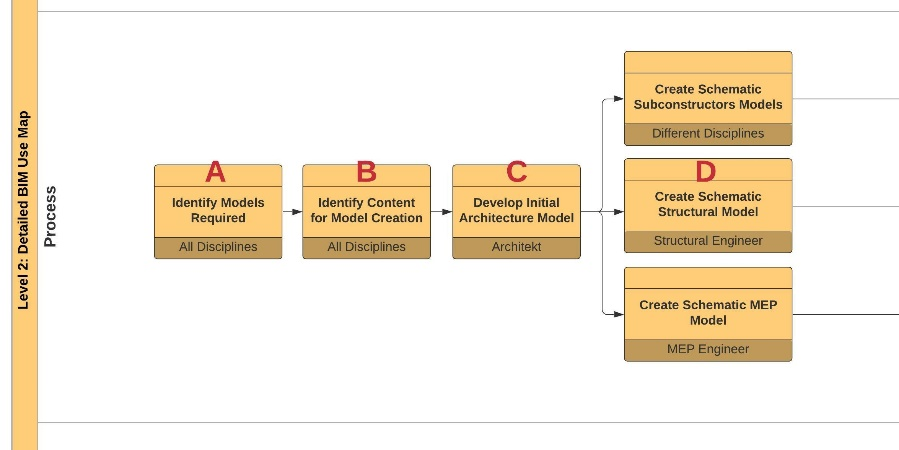 Level 2: Detailed BIM Use Map
Process
A
Identify Models
Required
All Disciplines
B
Identify Content
for Model Creation
All Disciplines
C
Develop Initial
Architecture Model
Architekt
Create Schematic
Subconstructors Models
Different Disciplines
D
Create Schematic
Structural Model
Structural Engineer
Create Schematic MEP
Model
MEP Engineer